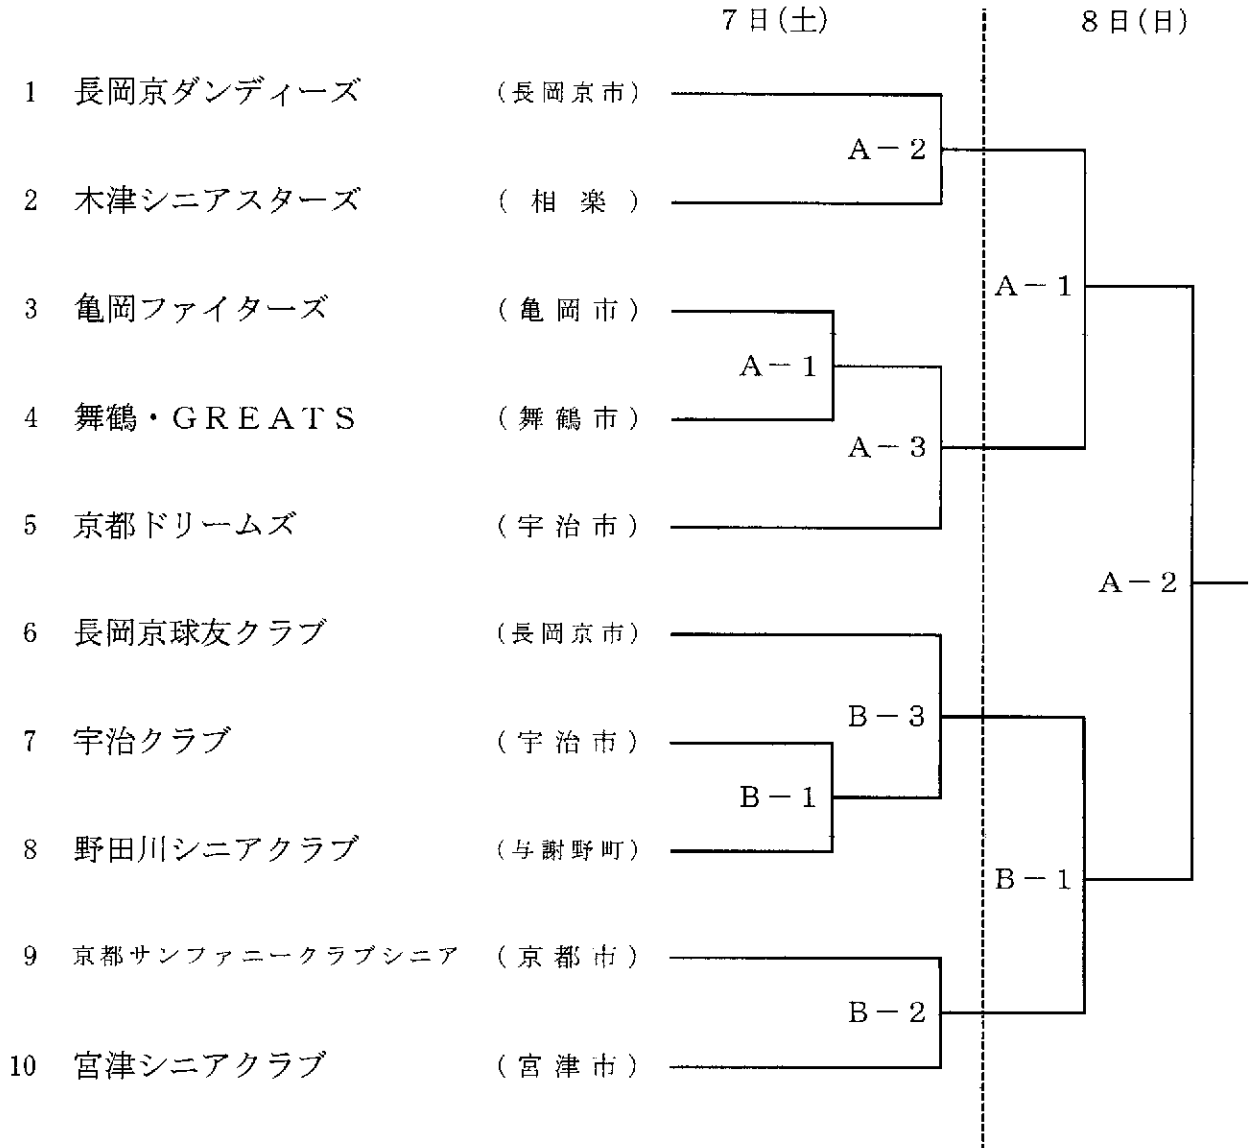 7日(土) 8日(日)
1 長岡京ダンディーズ (長岡京市)
A－2
2 木津シニアスターズ (相楽)
A－1
3 亀岡ファイターズ (亀岡市)
A－1
4 舞鶴・GREATS (舞鶴市)
A－3
5 京都ドリームズ (宇治市)
A－2
6 長岡京球友クラブ (長岡京市)
B－3
7 宇治クラブ (宇治市)
B－1
8 野田川シニアクラブ (与謝野町)
B－1
9 京都サンファニークラブシニア (京都市)
B－2
10 宮津シニアクラブ (宮津市)